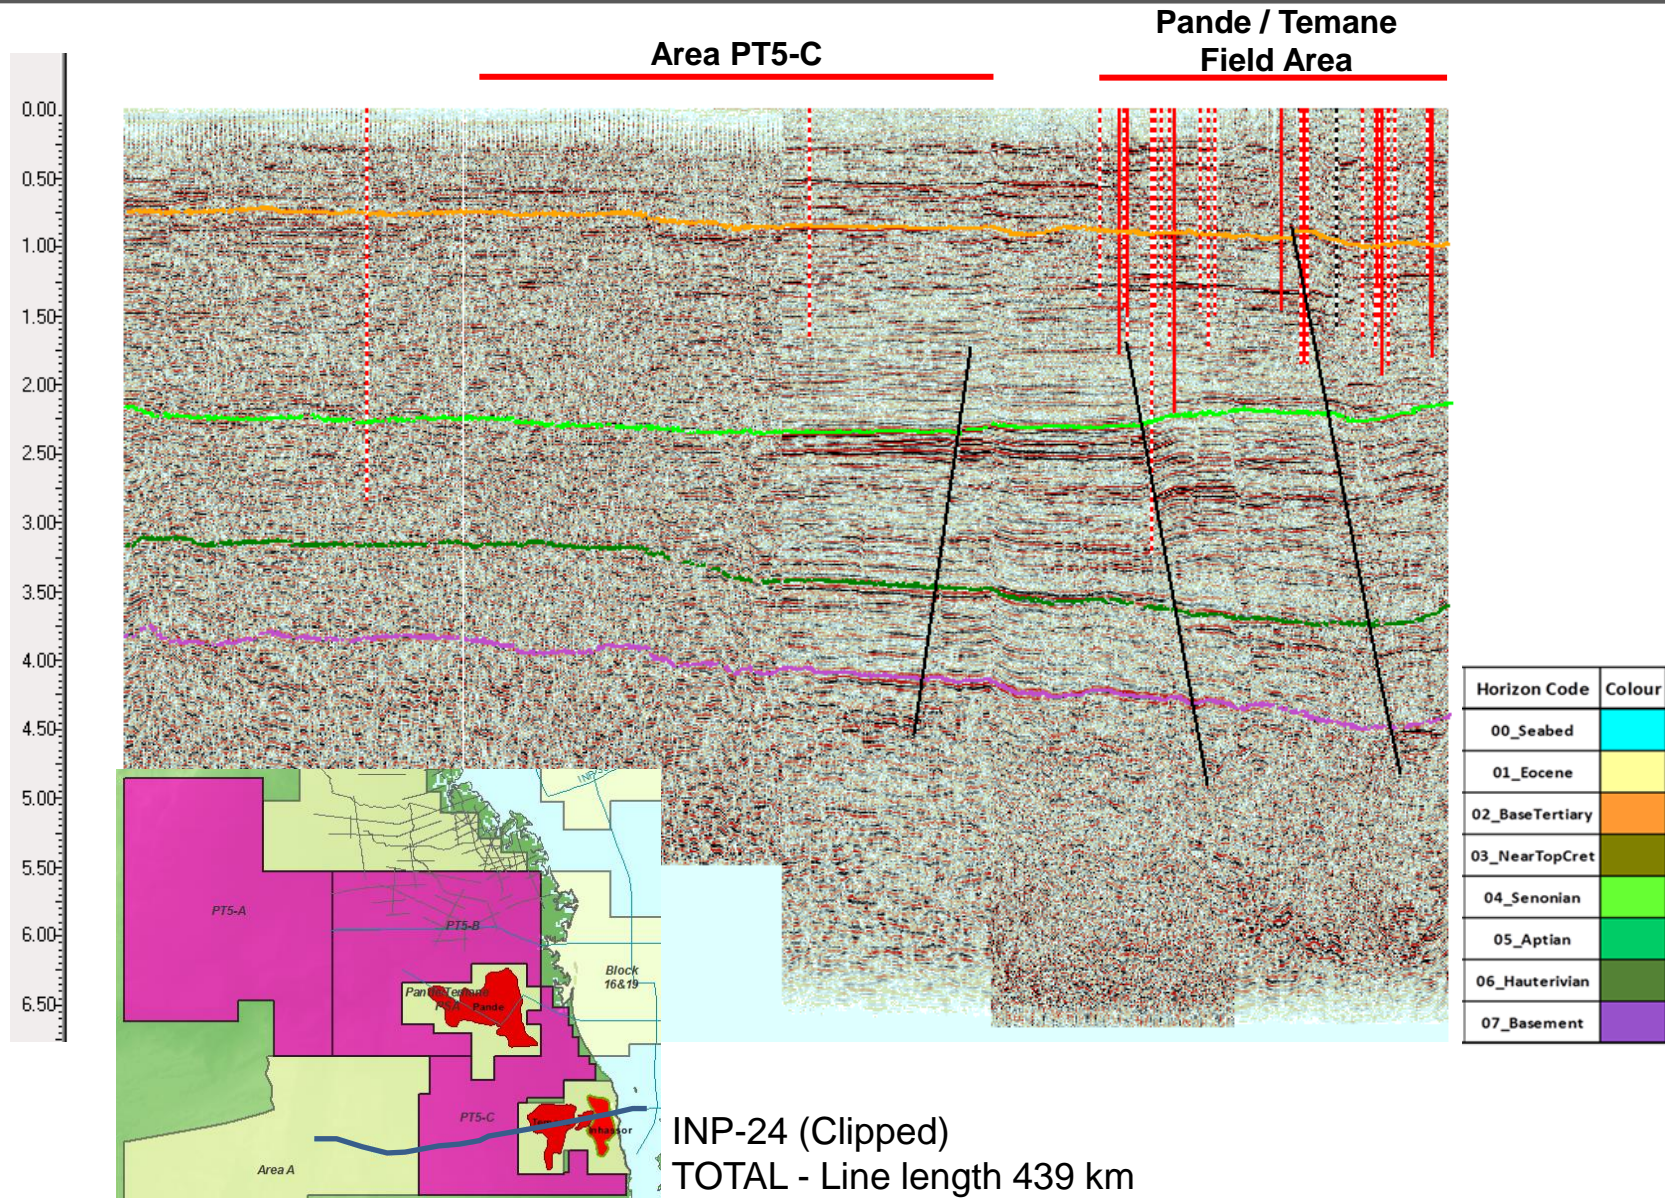 Pande / Temane
Field Area
Area PT5-C
0.00
0.50
1.00
1.50
2.00
2.50
3.00
3.50
4.00
4.50
5.00
5.50
6.00
6.50
Horizon Code Colour
00_Seabed
01_Eocene
02_BaseTertiary
03_NearTopCret
04_Senonian
05_Aptian
06_Hauterivian
07_Basement
PT5-A
PT5-B
Block
16&19
Pande/Temane
PSA
Pande
PT5-C
Area A
INP-24 (Clipped)
TOTAL - Line length 439 km